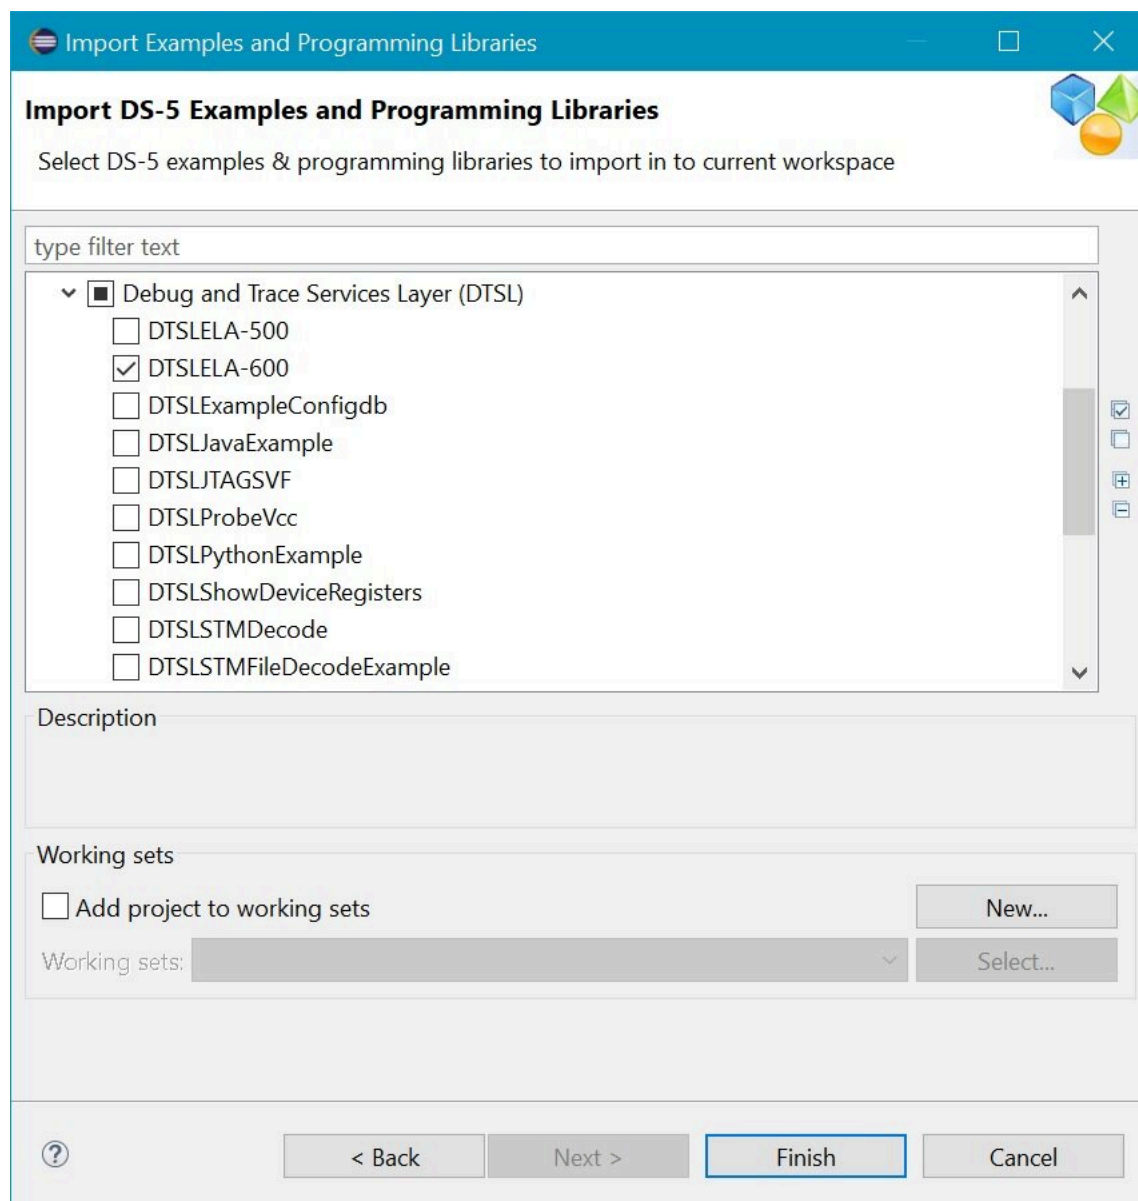 Import Examples and Programming Libraries
Import DS-5 Examples and Programming Libraries
Select DS-5 examples & programming libraries to import in to current workspace
type filter text
Debug and Trace Services Layer (DTSL)
DTSLELA-500
DTSLELA-600
DTSLExampleConfigdb
DTSLJavaExample
DTSLJTAGSVF
DTSLProbeVcc
DTSLPythonExample
DTSLShowDeviceRegisters
DTSLSTMDecode
DTSLSTMFileDecodeExample
Description
Working sets
Add project to working sets
New...
Working sets:
Select...
?
< Back
Next >
Finish
Cancel